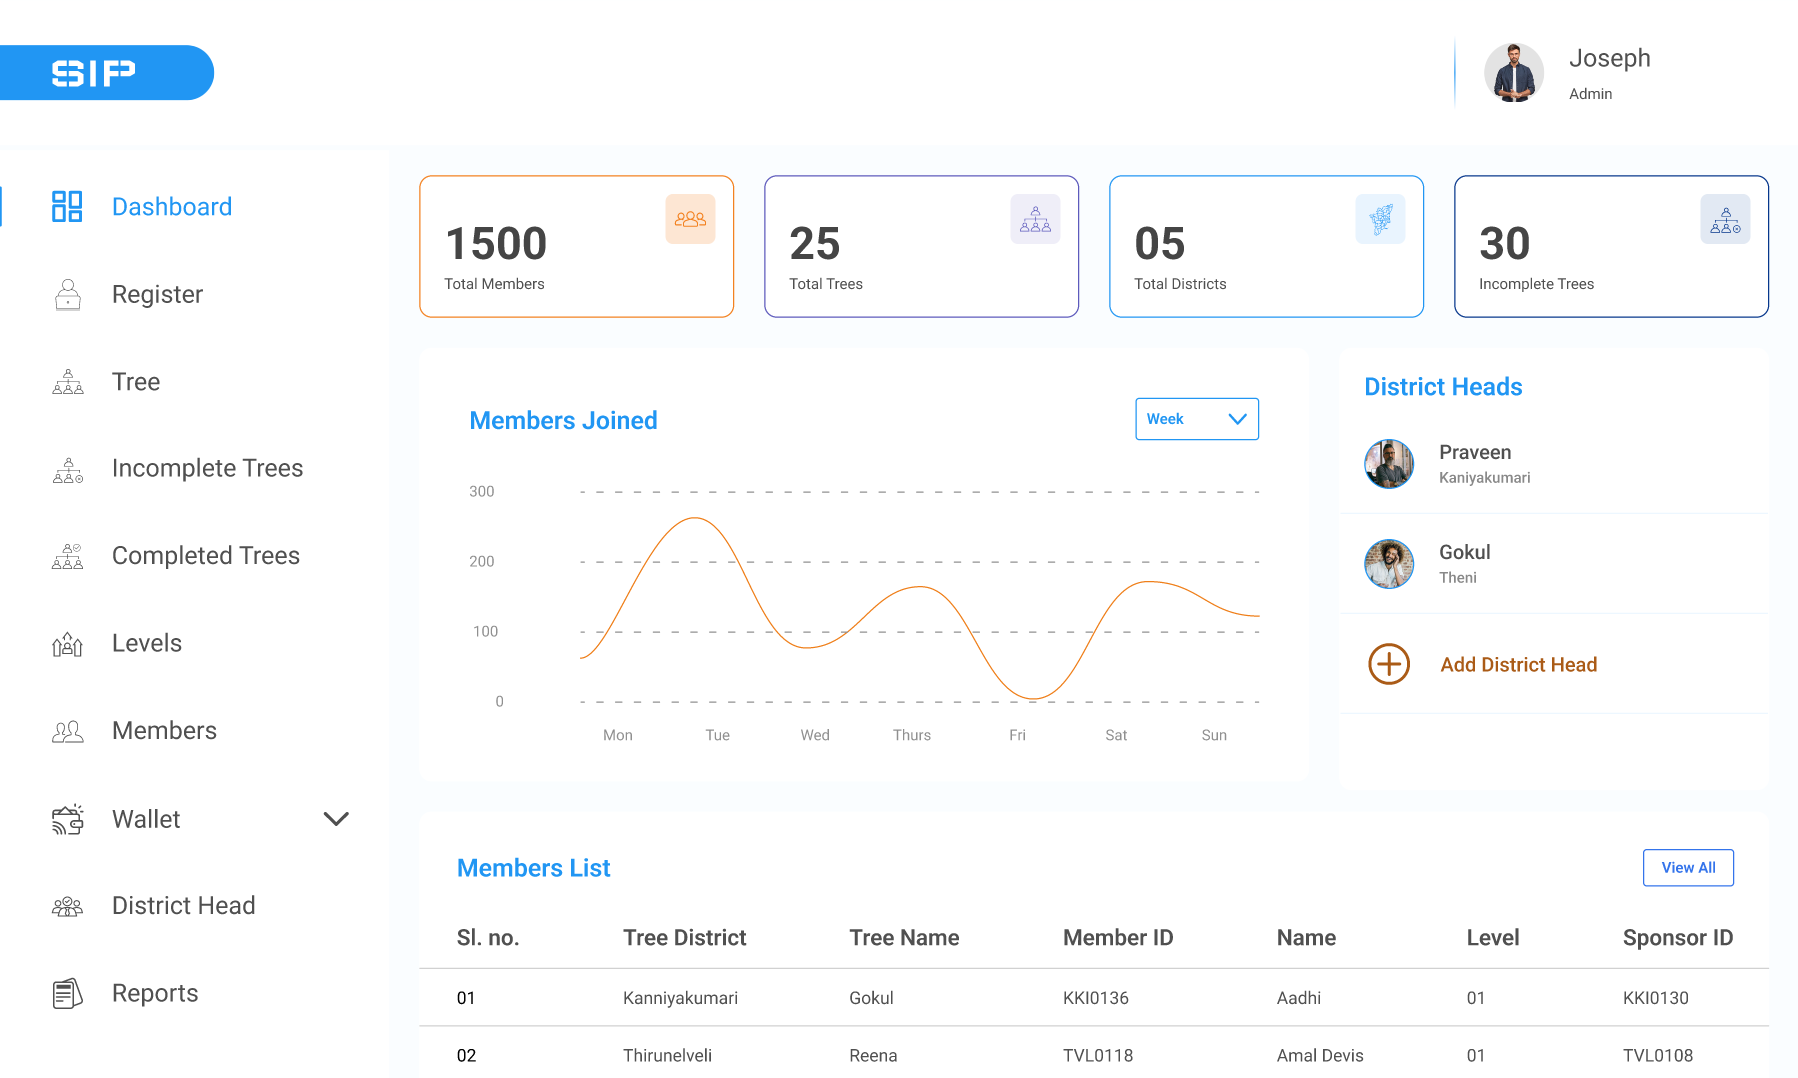 SIP
Joseph
Admin
Dashboard
Register
Tree
Incomplete Trees
Completed Trees
Levels
Members
Wallet
District Head
Reports
1500
Total Members
25
Total Trees
05
Total Districts
30
Incomplete Trees
Members Joined
Week
300
200
100
0
Mon Tue Wed Thurs Fri Sat Sun
District Heads
Praveen
Kaniyakumari
Gokul
Theni
Add District Head
Members List
View All
Sl. no. Tree District Tree Name Member ID Name Level Sponsor ID
01 Kanniyakumari Gokul KKI0136 Aadhi 01 KKI0130
02 Thirunelveli Reena TVL0118 Amal Devis 01 TVL0108